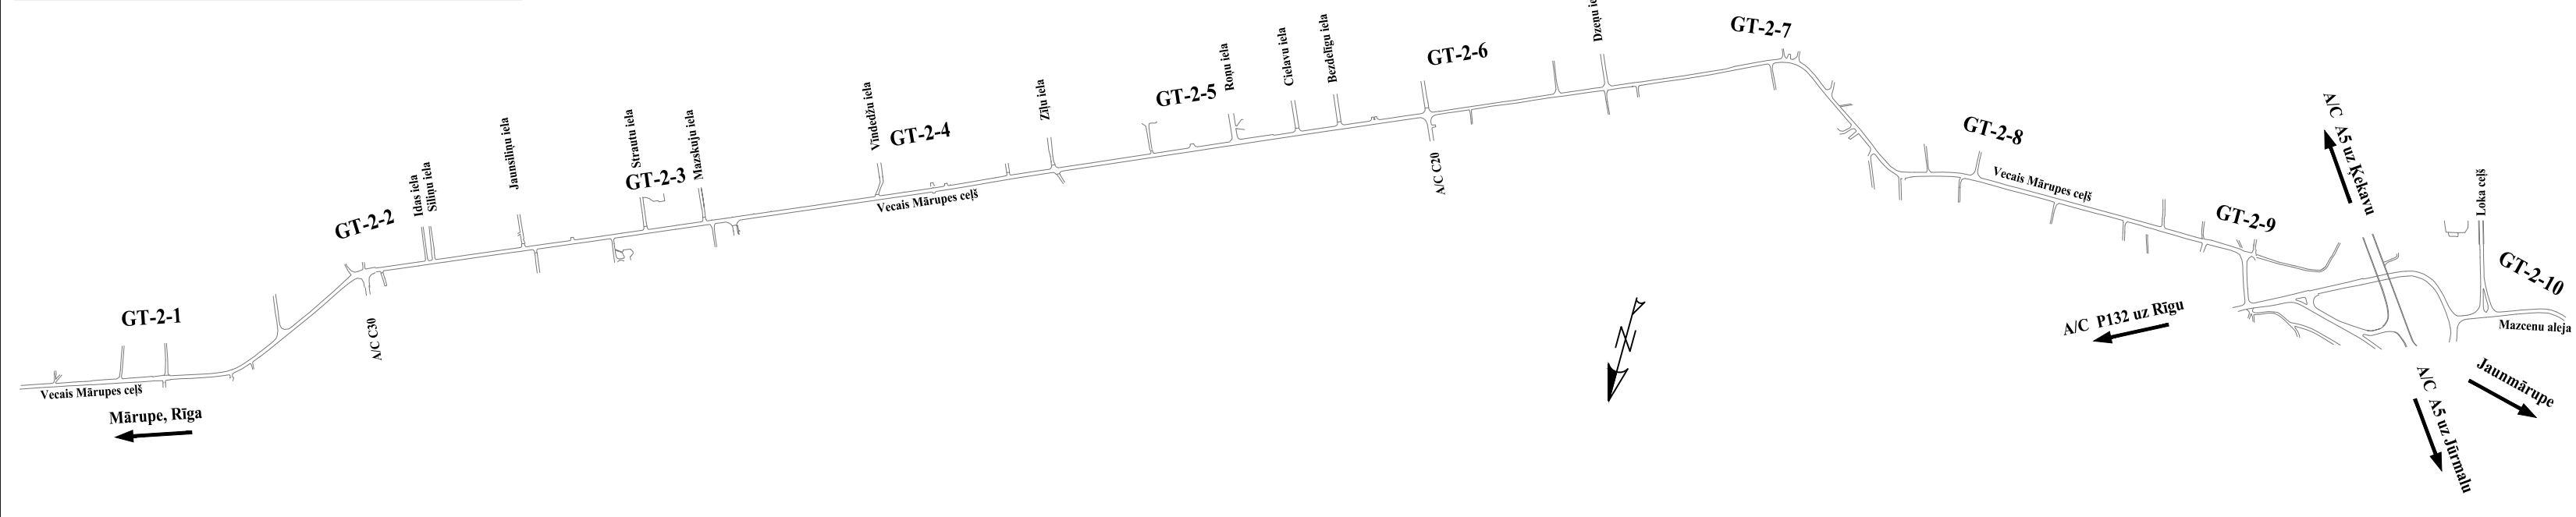 GT-2-1
Vecais Mārupes ceļš
Mārupe, Rīga
GT-2-2
A/C C30
Idas iela
Siliņu iela
Jaunsiliņu iela
Strautu iela
GT-2-3
Mazskuju iela
Vīndedžu iela
GT-2-4
Vecais Mārupes ceļš
Zīļu iela
GT-2-5
Roņu iela
Cielavu iela
Bezdelīgu iela
GT-2-6
A/C C20
Dzeņu
GT-2-7
GT-2-8
Vecais Mārupes ceļš
GT-2-9
A/C P132 uz Rīgu
A/C A5 uz Ķekavu
Loka ceļš
GT-2-10
Mazcenu aleja
Jaunmārupe
A/C A5 uz Jūrmalu